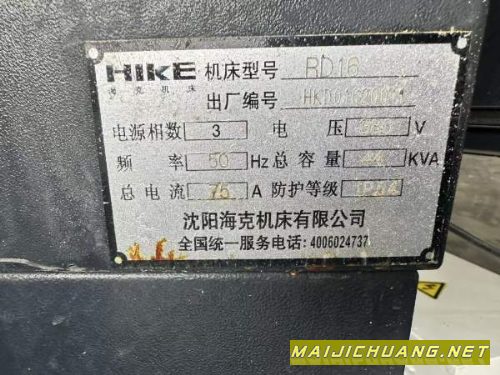 HIKE 机床型号 RD16
海克机床 出厂编号
电源相数 3 电压 V
频率 50 Hz 总容量 KVA
总电流 75 A 防护等级
沈阳海克机床有限公司
全国统一服务电话:4006024737
MAIJICHUANG.NET